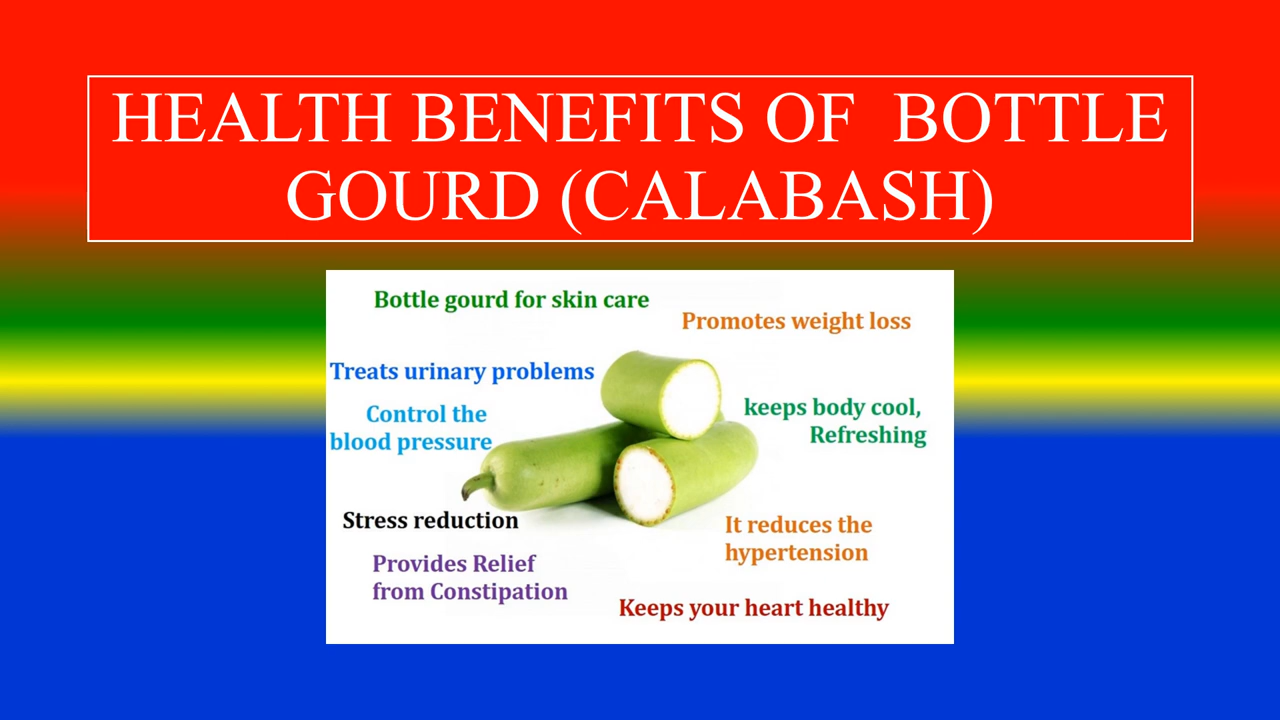 HEALTH BENEFITS OF BOTTLE
GOURD (CALABASH)
Bottle gourd for skin care
Promotes weight loss
Treats urinary problems
Control the
blood pressure
keeps body cool,
Refreshing
Stress reduction
It reduces the
hypertension
Provides Relief
from Constipation
Keeps your heart healthy